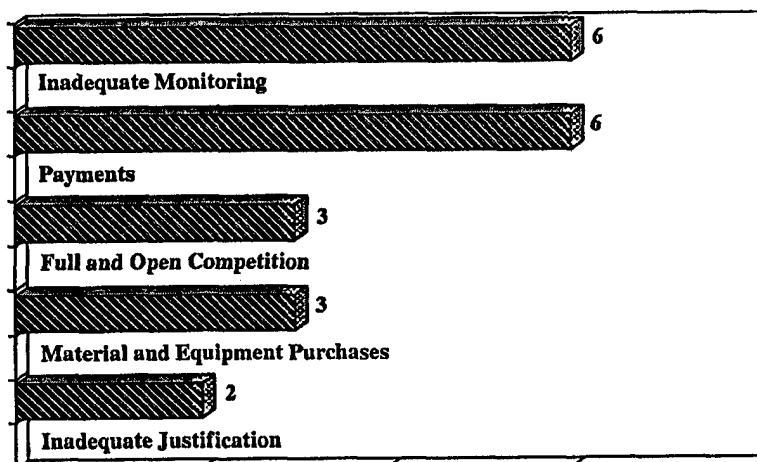 6
Inadequate Monitoring
6
Payments
3
Full and Open Competition
3
Material and Equipment Purchases
2
Inadequate Justification